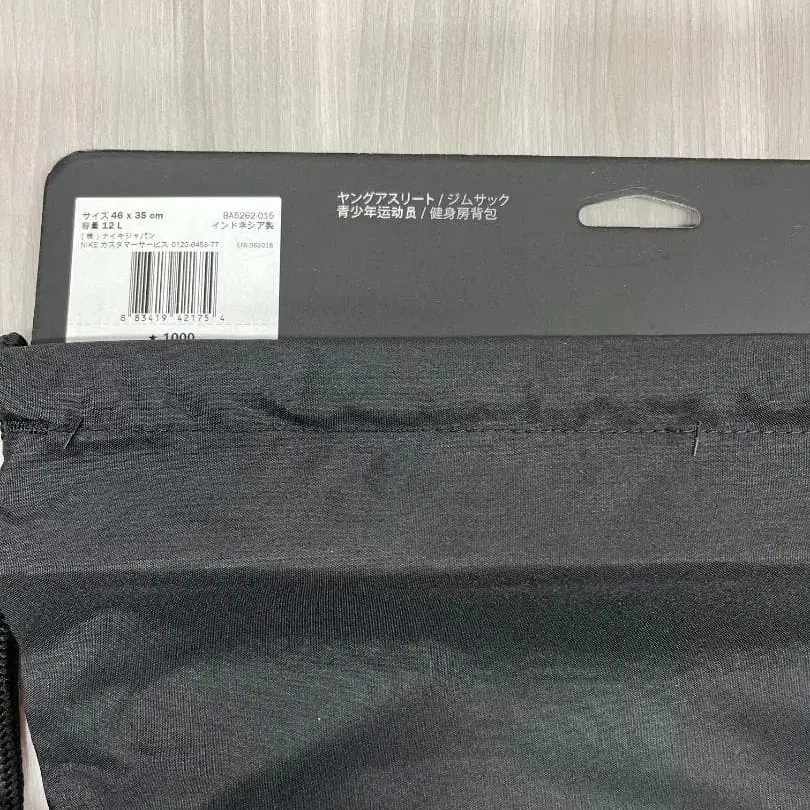 サイズ 46 x 35 cm
BA5262-015
容量 12 L
インドネシア製
(株)ナイキジャパン
NIKE カスタマーサービス 0120-6453-77
8 83419 42175 4
★ 1000
ヤングアスリート / ジムサック
青少年运动员 / 健身房背包